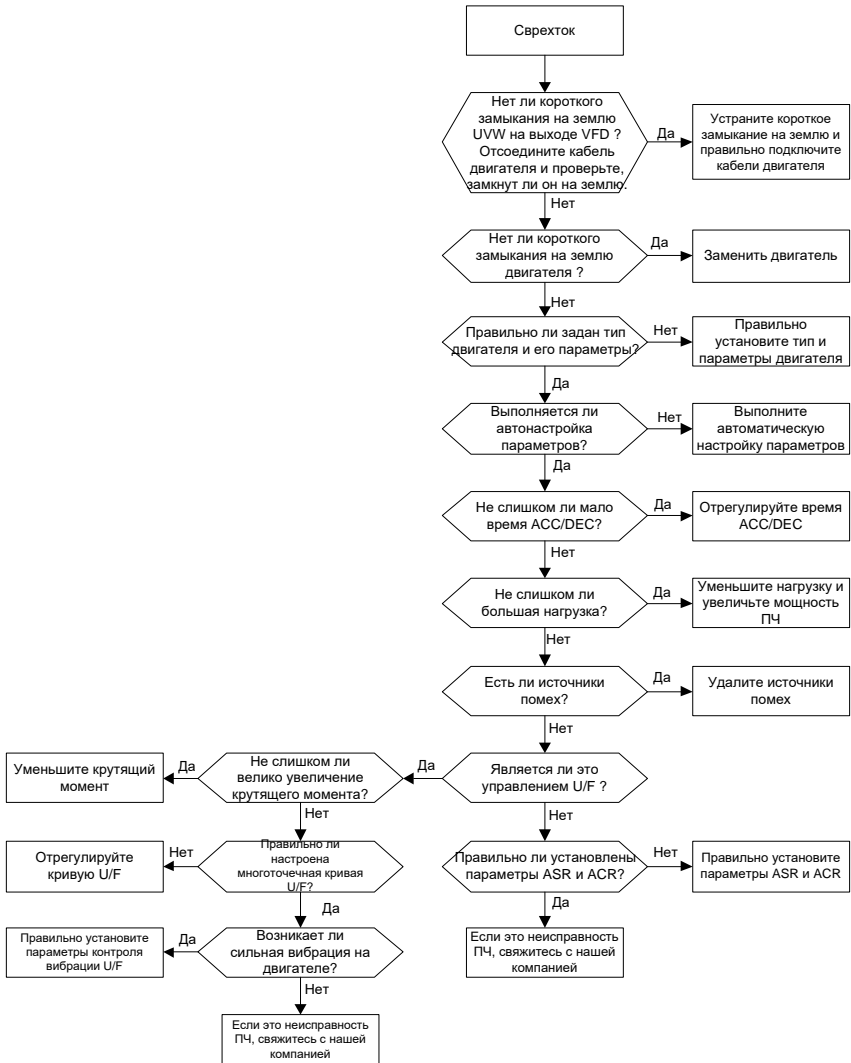 Сврехток
Нет ли короткого
замыкания на землю
UVW на выходе VFD ?
Отсоедините кабель
двигателя и проверьте,
замкнут ли он на землю.
Да
Устраните короткое
замыкание на землю и
правильно подключите
кабели двигателя
Нет
Нет ли короткого
замыкания на землю
двигателя ?
Да
Заменить двигатель
Нет
Правильно ли задан тип
двигателя и его параметры?
Нет
Правильно
установите тип и
параметры двигателя
Да
Выполняется ли
автонастройка
параметров?
Нет
Выполните
автоматическую
настройку параметров
Да
Не слишком ли мало
время ACC/DEC?
Да
Отрегулируйте время
ACC/DEC
Нет
Не слишком ли
большая нагрузка?
Да
Уменьшите нагрузку и
увеличьте мощность
ПЧ
Нет
Есть ли источники
помех?
Да
Удалите источники
помех
Нет
Является ли это
управлением U/F ?
Да
Не слишком ли
велико увеличение
крутящего момента?
Да
Уменьшите крутящий
момент
Нет
Нет
Правильно ли
настроена
многоточечная кривая
U/F?
Нет
Отрегулируйте
кривую U/F
Правильно ли установлены
параметры ASR и ACR?
Нет
Правильно установите
параметры ASR и ACR
Да
Да
Возникает ли
сильная вибрация на
двигателе?
Да
Правильно установите
параметры контроля
вибрации U/F
Если это неисправность
ПЧ, свяжитесь с нашей
компанией
Нет
Если это неисправность
ПЧ, свяжитесь с нашей
компанией